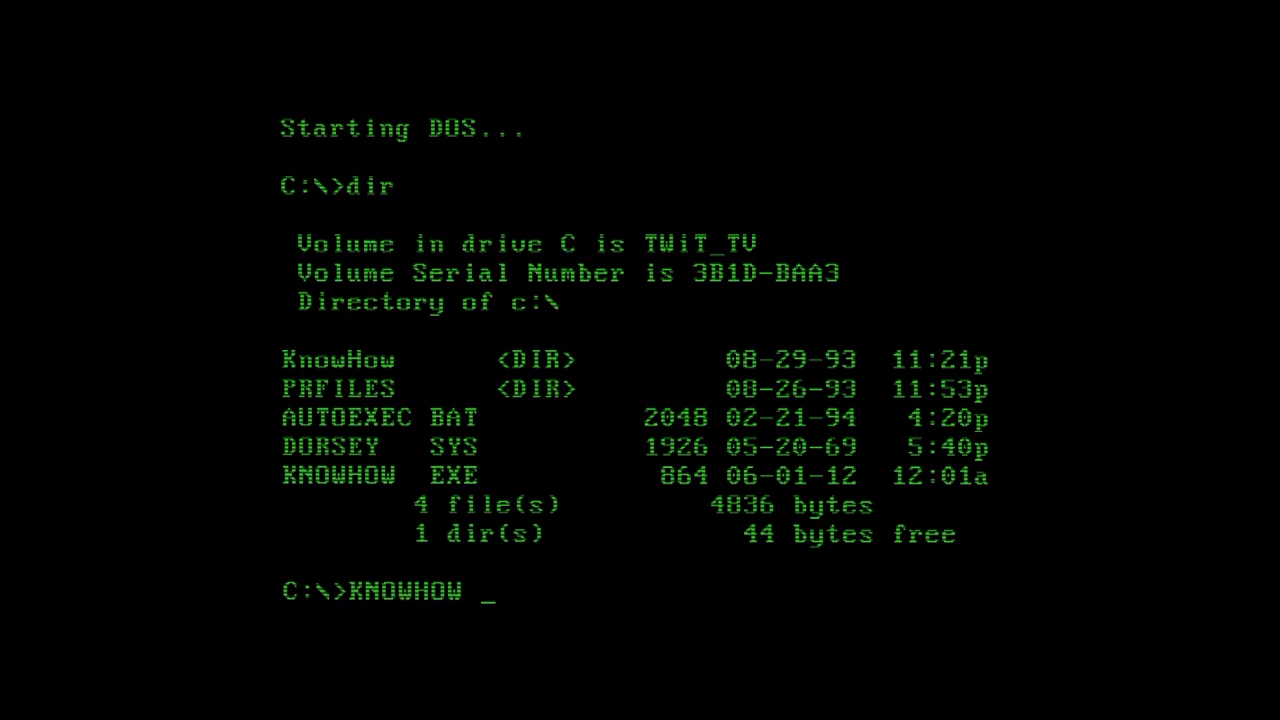 Starting DOS...
C:\>dir
Volume in drive C is TWiT_TV
Volume Serial Number is 3B1D-BAA3
Directory of c:\
KnowHow <DIR> 08-29-93 11:21p
PRFILES <DIR> 08-26-93 11:53p
AUTOEXEC BAT 2048 02-21-94 4:20p
DORSEY SYS 1926 05-20-69 5:40p
KNOWHOW EXE 864 06-01-12 12:01a
4 file(s) 4836 bytes
1 dir(s) 44 bytes free
C:\>KNOWHOW _